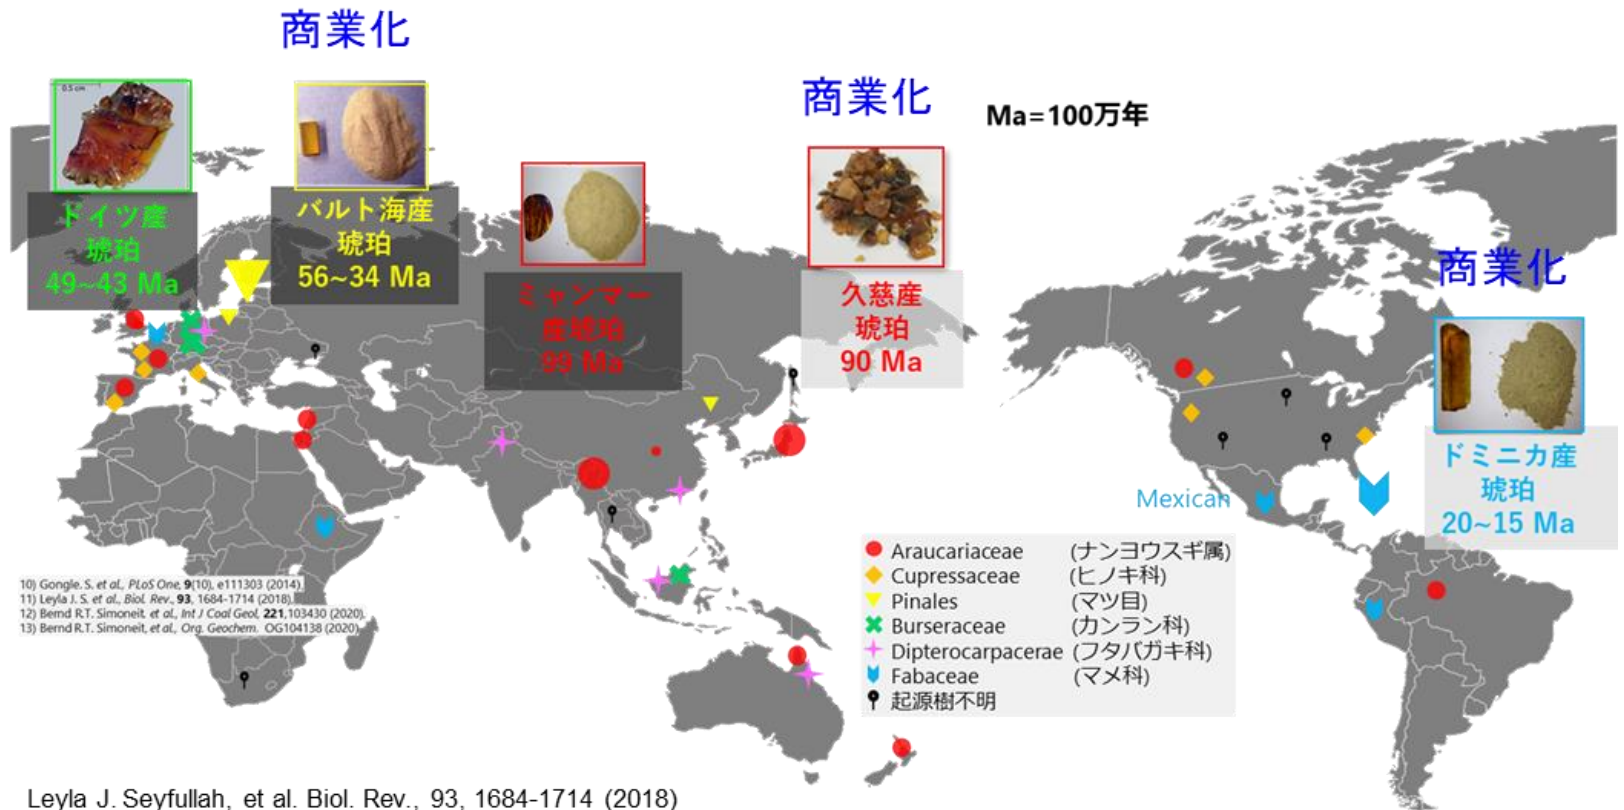 商業化
商業化
Ma=100万年
0.5 cm
ドイツ産
琥珀
49~43 Ma
バルト海産
琥珀
56~34 Ma
ミャンマー
産琥珀
99 Ma
久慈産
琥珀
90 Ma
商業化
ドミニカ産
琥珀
20~15 Ma
Mexican
Araucariaceae (ナンヨウスギ属)
Cupressaceae (ヒノキ科)
Pinales (マツ目)
Burseraceae (カンラン科)
Dipterocarpacerae (フタバガキ科)
Fabaceae (マメ科)
起源樹不明
10) Gongle. S. et al., PLoS One, 9(10), e111303 (2014).
11) Leyla J. S. et al., Biol. Rev., 93, 1684-1714 (2018).
12) Bernd R.T. Simoneit, et al., Int J Coal Geol, 221,103430 (2020).
13) Bernd R.T. Simoneit, et al., Org. Geochem. OG104138 (2020).
Leyla J. Seyfullah, et al. Biol. Rev., 93, 1684-1714 (2018)